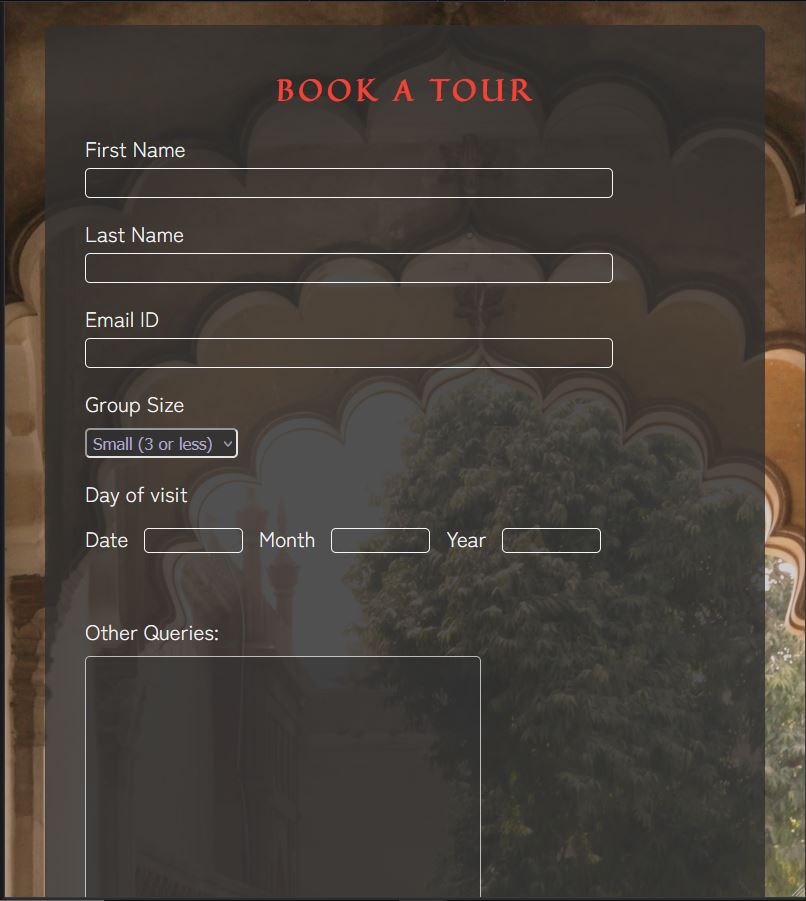 BOOK A TOUR
First Name
Last Name
Email ID
Group Size
Small (3 or less)
Day of visit
Date Month Year
Other Queries: